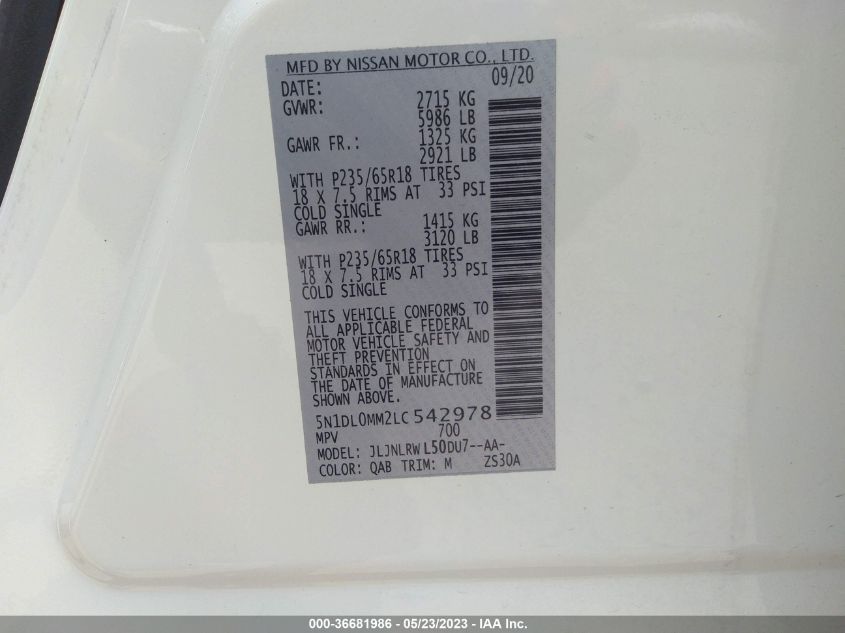 MFD BY NISSAN MOTOR CO., LTD.
DATE: 09/20
GVWR: 2715 KG
5986 LB
GAWR FR.: 1325 KG
2921 LB
WITH P235/65R18 TIRES
18 X 7.5 RIMS AT 33 PSI
COLD SINGLE
GAWR RR.: 1415 KG
3120 LB
WITH P235/65R18 TIRES
18 X 7.5 RIMS AT 33 PSI
COLD SINGLE
THIS VEHICLE CONFORMS TO
ALL APPLICABLE FEDERAL
MOTOR VEHICLE SAFETY AND
THEFT PREVENTION
STANDARDS IN EFFECT ON
THE DATE OF MANUFACTURE
SHOWN ABOVE.
5N1DL0MM2LC542978
MPV 700
MODEL: JLJNLRW L50DU7--AA-
COLOR: QAB TRIM: M ZS30A
000-36681986 - 05/23/2023 - IAA Inc.